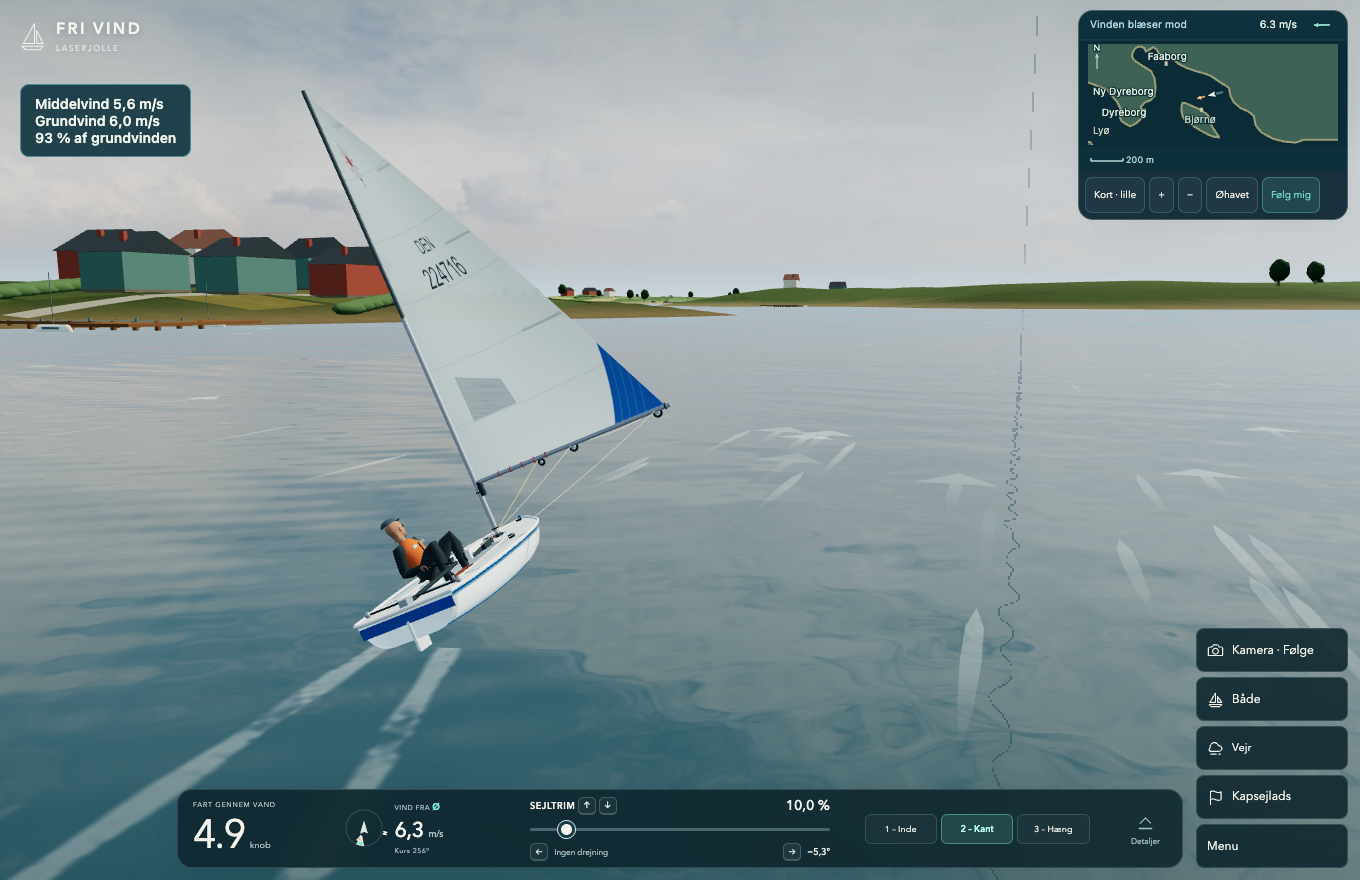 FRI VIND
LASERJOLLE
Middelvind 5,6 m/s
Grundvind 6,0 m/s
93 % af grundvinden
DEN
224716
Vinden blæser mod 6.3 m/s
N
Faaborg
Ny Dyreborg
Dyreborg
Bjørnø
Lyø
200 m
Kort · lille + − Øhavet Følg mig
Kamera · Følge
Både
Vejr
Kapsejlads
Menu
FART GENNEM VAND
4.9 knob
VIND FRA Ø
6,3 m/s
Kurs 256°
SEJLTRIM ↑ ↓ 10,0 %
← Ingen drejning → −5,3°
1 - Inde 2 - Kant 3 - Hæng
Detaljer